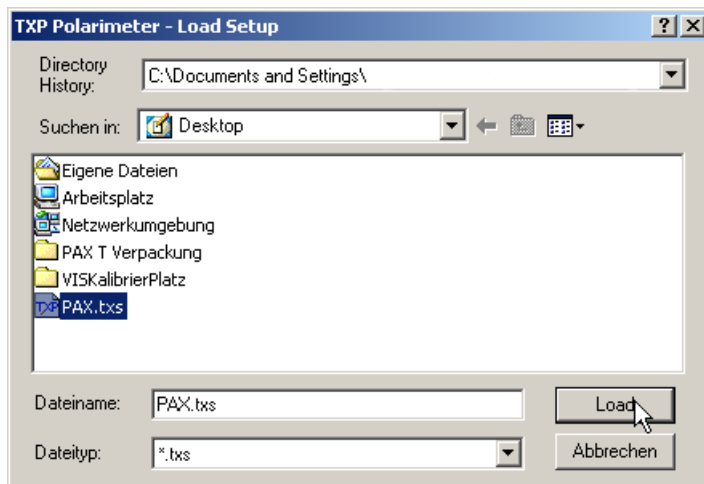 TXP Polarimeter - Load Setup
Directory
History:
C:\Documents and Settings\
Suchen in:
Desktop
Eigene Dateien
Arbeitsplatz
Netzwerkumgebung
PAX T Verpackung
VISKalibrierPlatz
TXP PAX.txs
Dateiname:
PAX.txs
Load
Dateityp:
*.txs
Abbrechen